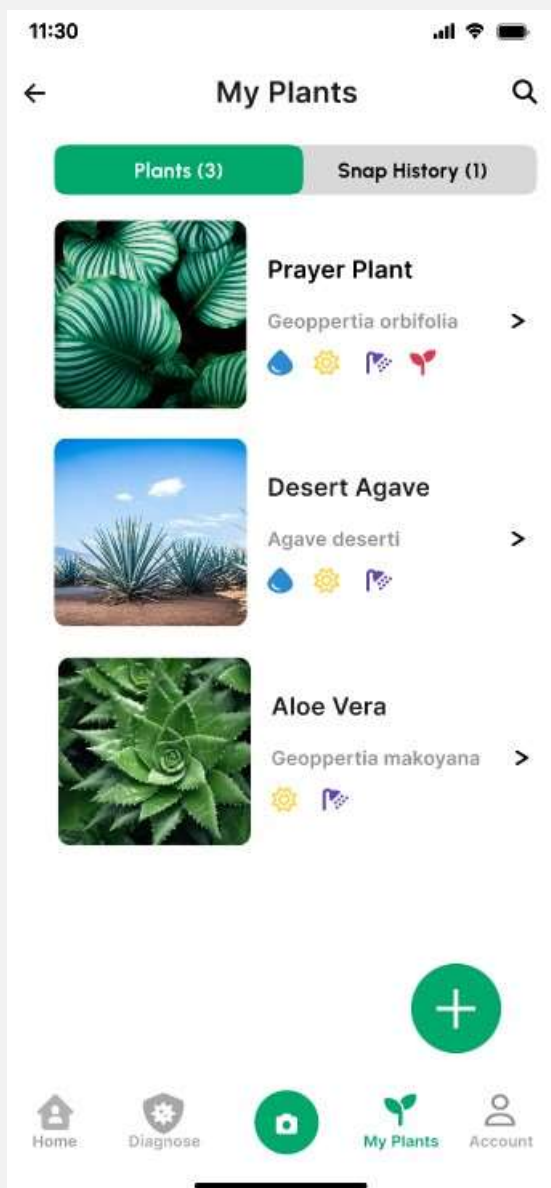 11:30
My Plants
Plants (3)
Snap History (1)
Prayer Plant
Geoppertia orbifolia
Desert Agave
Agave deserti
Aloe Vera
Geoppertia makoyana
Home
Diagnose
My Plants
Account